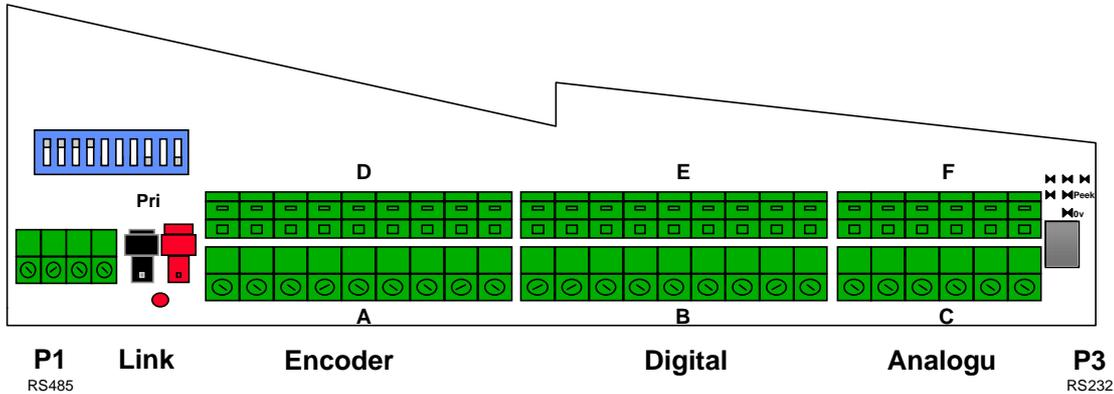 D E F
Peek
Pri
0v
A B C
P1 Link Encoder Digital Analogu P3
RS485 RS232